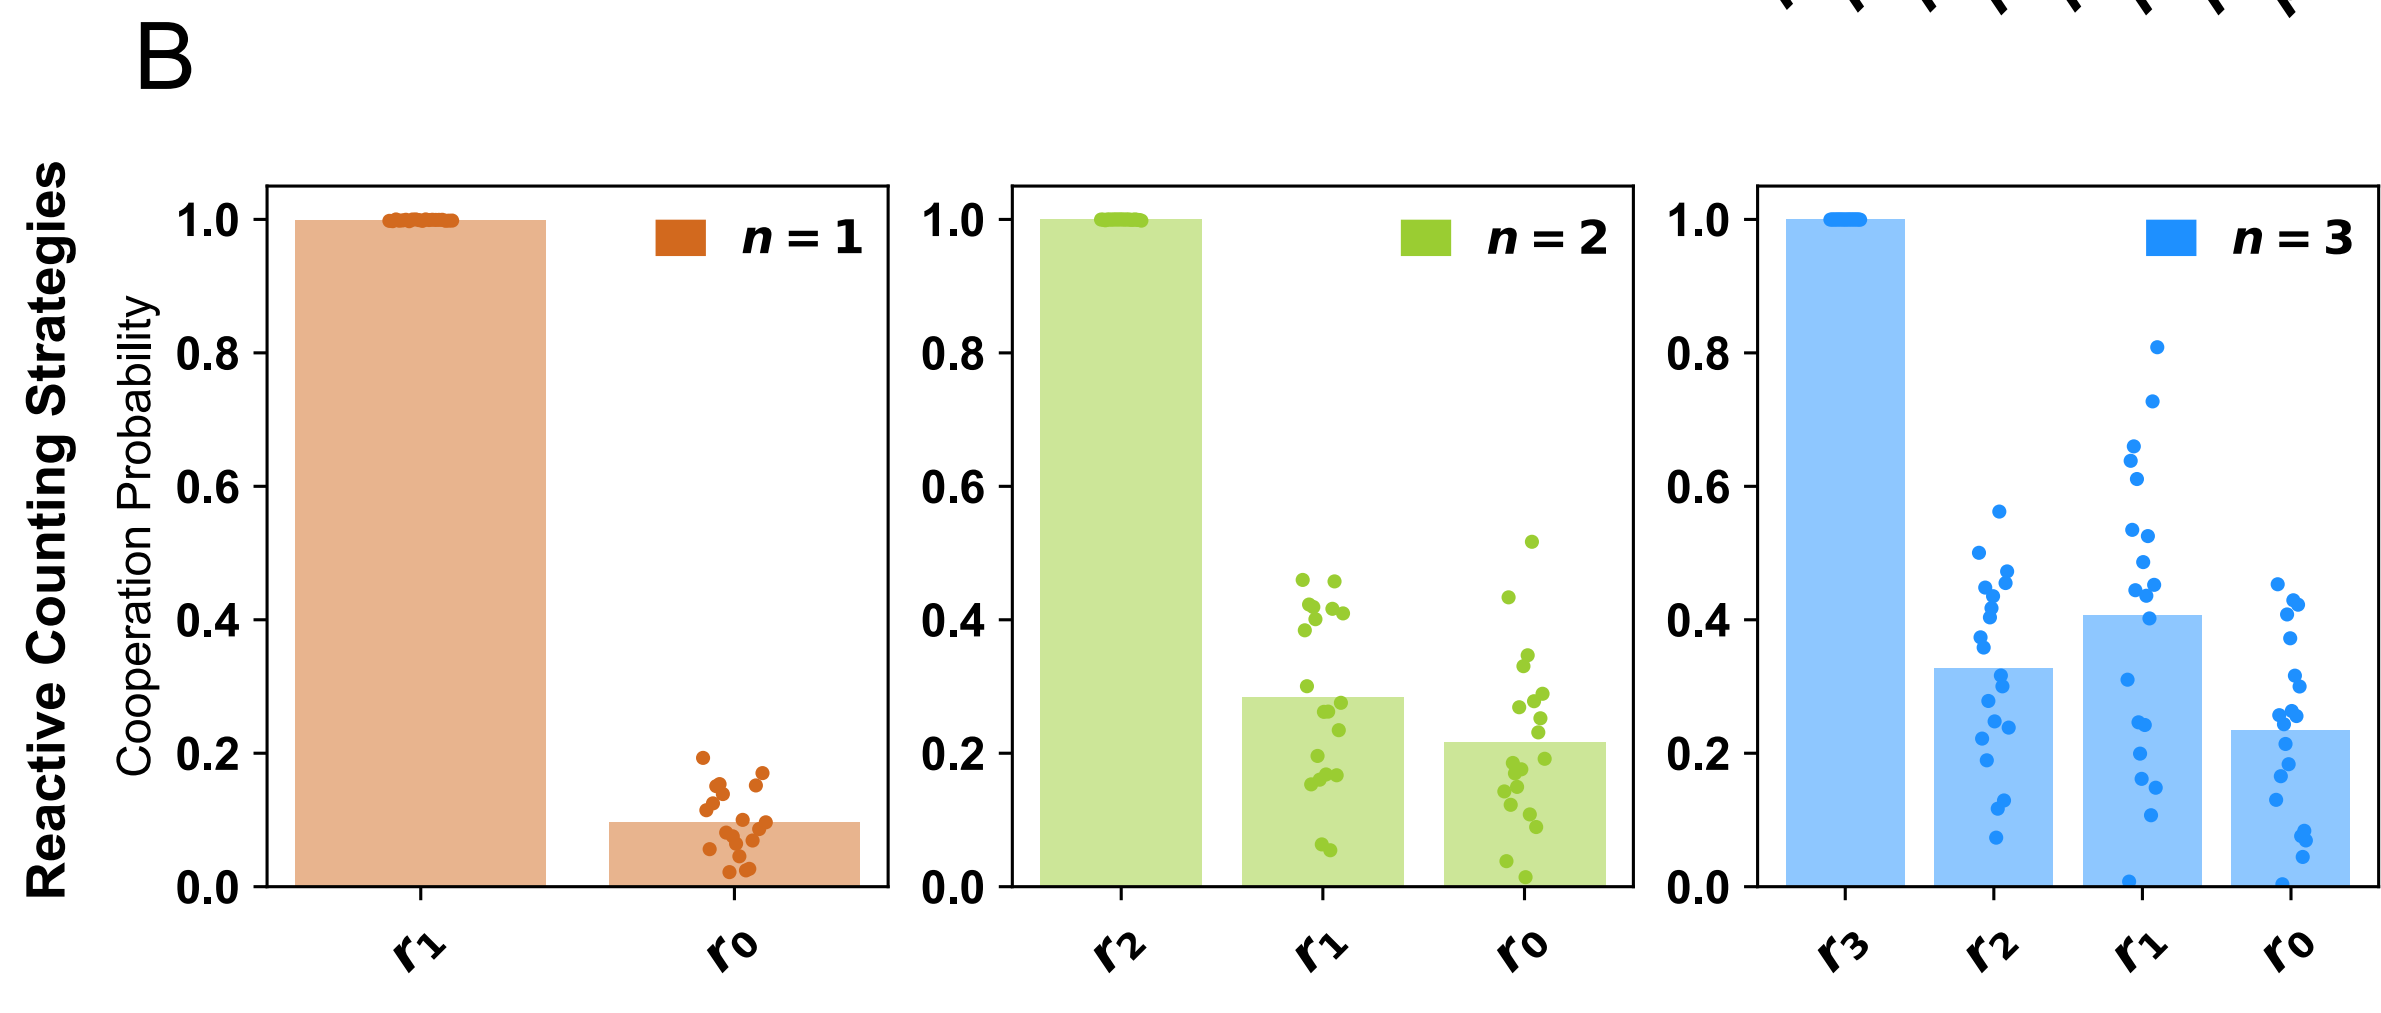 B
Reactive Counting Strategies
Cooperation Probability
1.0
0.8
0.6
0.4
0.2
0.0
n = 1
r1
r0
1.0
0.8
0.6
0.4
0.2
0.0
n = 2
r2
r1
r0
1.0
0.8
0.6
0.4
0.2
0.0
n = 3
r3
r2
r1
r0